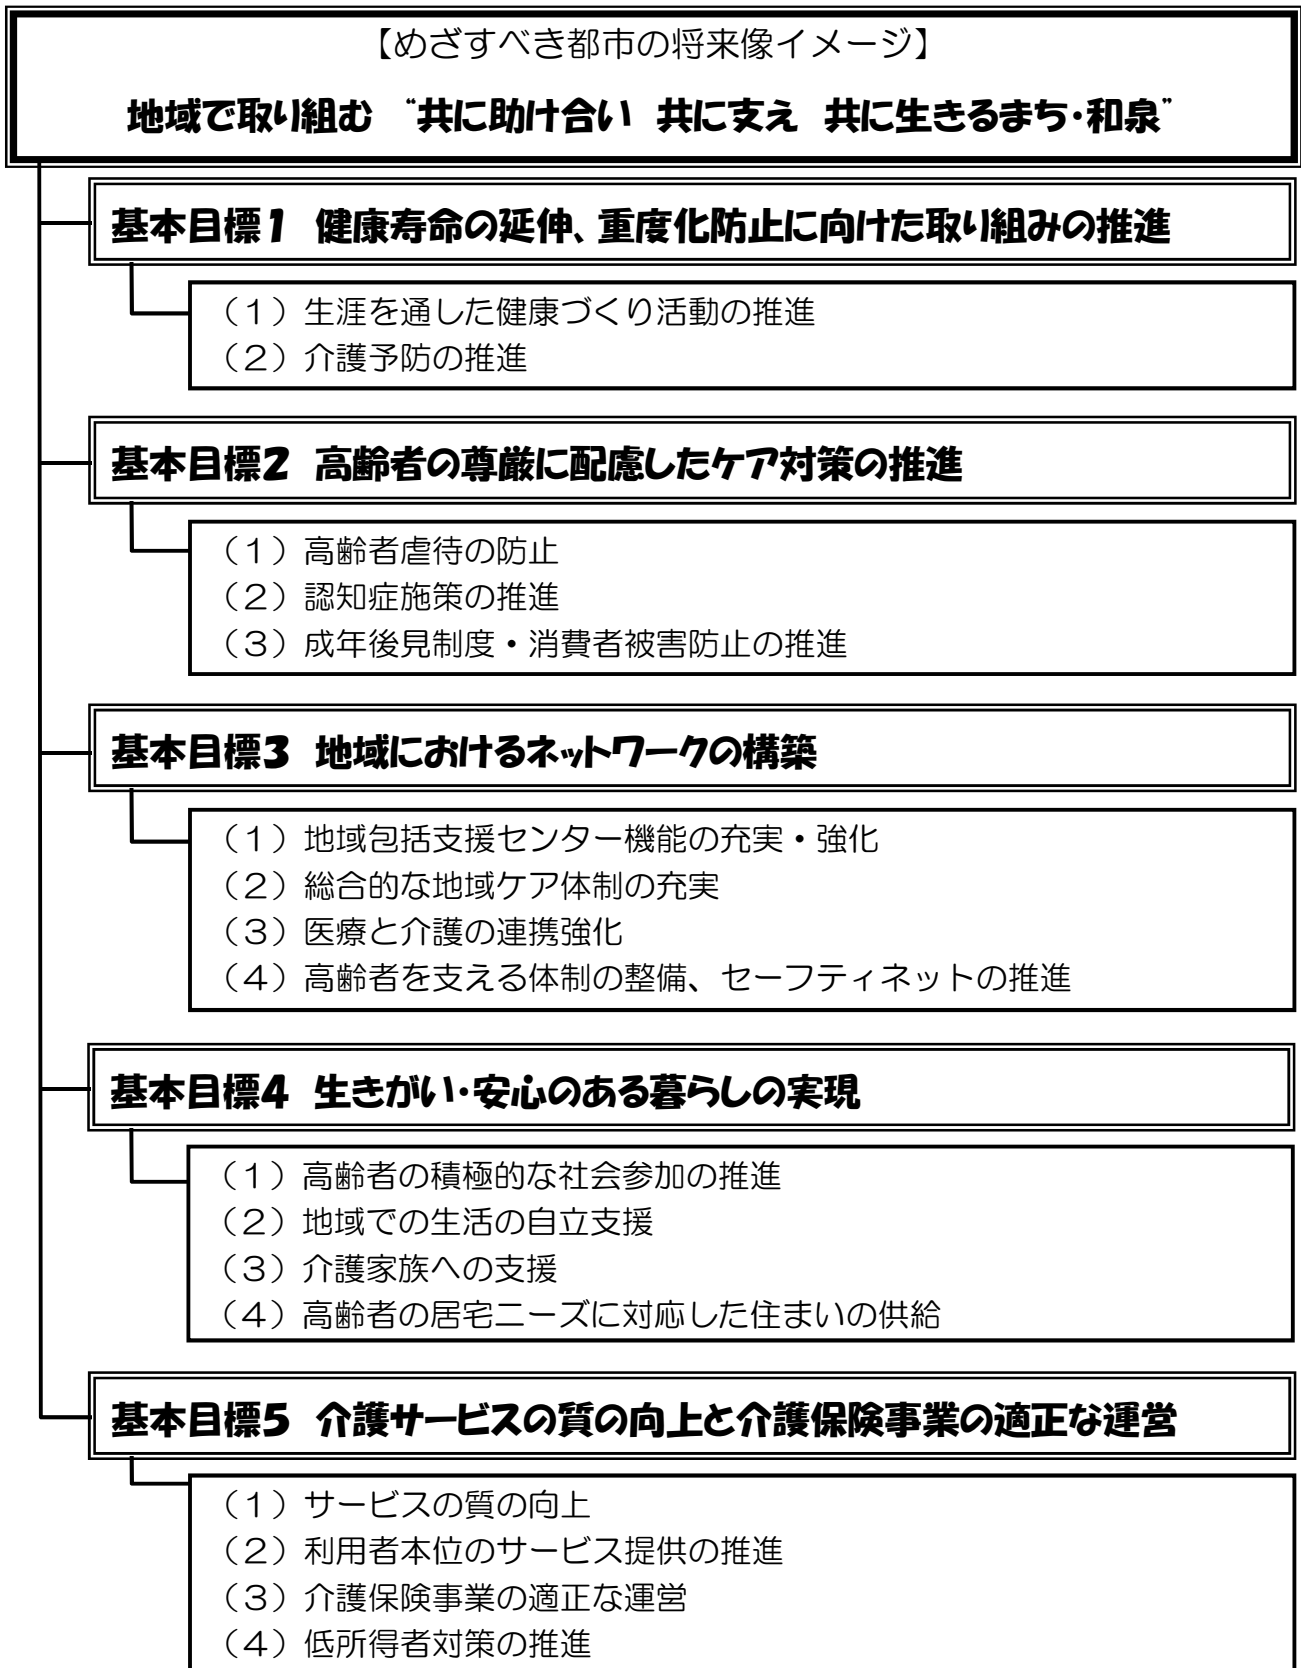 【めざすべき都市の将来像イメージ】
地域で取り組む “共に助け合い 共に支え 共に生きるまち・和泉”
基本目標1 健康寿命の延伸、重度化防止に向けた取り組みの推進
（1）生涯を通した健康づくり活動の推進
（2）介護予防の推進
基本目標2 高齢者の尊厳に配慮したケア対策の推進
（1）高齢者虐待の防止
（2）認知症施策の推進
（3）成年後見制度・消費者被害防止の推進
基本目標3 地域におけるネットワークの構築
（1）地域包括支援センター機能の充実・強化
（2）総合的な地域ケア体制の充実
（3）医療と介護の連携強化
（4）高齢者を支える体制の整備、セーフティネットの推進
基本目標4 生きがい・安心のある暮らしの実現
（1）高齢者の積極的な社会参加の推進
（2）地域での生活の自立支援
（3）介護家族への支援
（4）高齢者の居宅ニーズに対応した住まいの供給
基本目標5 介護サービスの質の向上と介護保険事業の適正な運営
（1）サービスの質の向上
（2）利用者本位のサービス提供の推進
（3）介護保険事業の適正な運営
（4）低所得者対策の推進